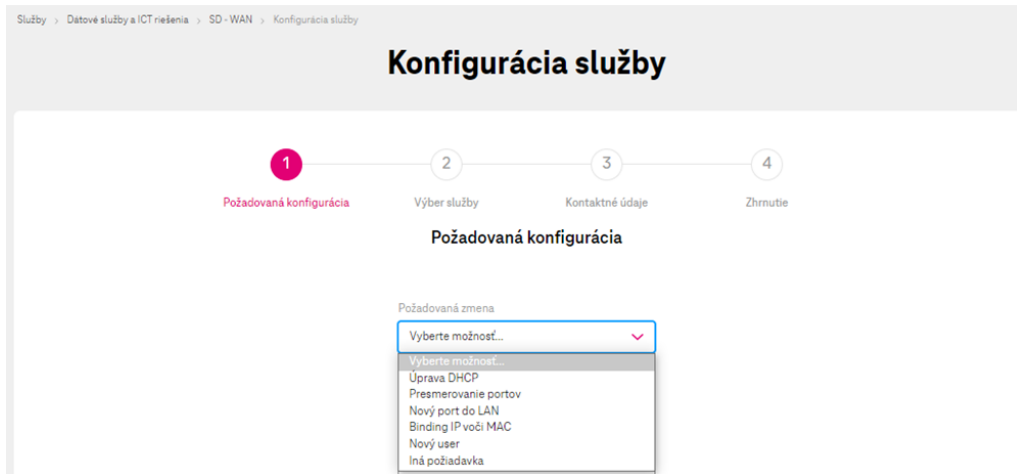 Služby > Dátové služby a ICT riešenia > SD - WAN > Konfigurácia služby
Konfigurácia služby
1 2 3 4
Požadovaná konfigurácia Výber služby Kontaktné údaje Zhrnutie
Požadovaná konfigurácia
Požadovaná zmena
Vyberte možnosť...
Vyberte možnosť...
Úprava DHCP
Presmerovanie portov
Nový port do LAN
Binding IP voči MAC
Nový user
Iná požiadavka